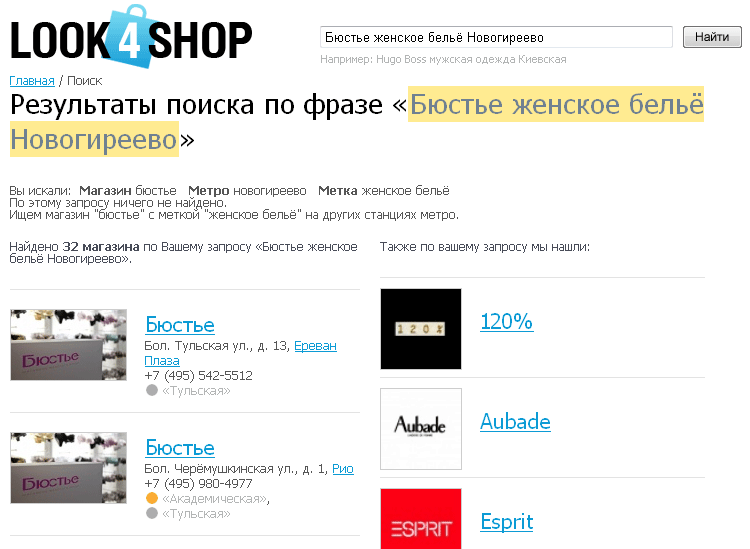 LOOK4SHOP
Бюстье женское бельё Новогиреево
Найти
Например: Hugo Boss мужская одежда Киевская
Главная / Поиск
Результаты поиска по фразе «Бюстье женское бельё
Новогиреево»
Вы искали: Магазин бюстье Метро новогиреево Метка женское бельё
По этому запросу ничего не найдено.
Ищем магазин "бюстье" с меткой "женское бельё" на других станциях метро.
Найдено 32 магазина по Вашему запросу «Бюстье женское
бельё Новогиреево».
Бюстье
Бюстье
Бол. Тульская ул., д. 13, Ереван
Плаза
+7 (495) 542-5512
«Тульская»
Бюстье
Бюстье
Бол. Черёмушкинская ул., д. 1, Рио
+7 (495) 980-4977
«Академическая»,
«Тульская»
Также по вашему запросу мы нашли:
120%
120%
Aubade
Aubade
ESPRIT
Esprit